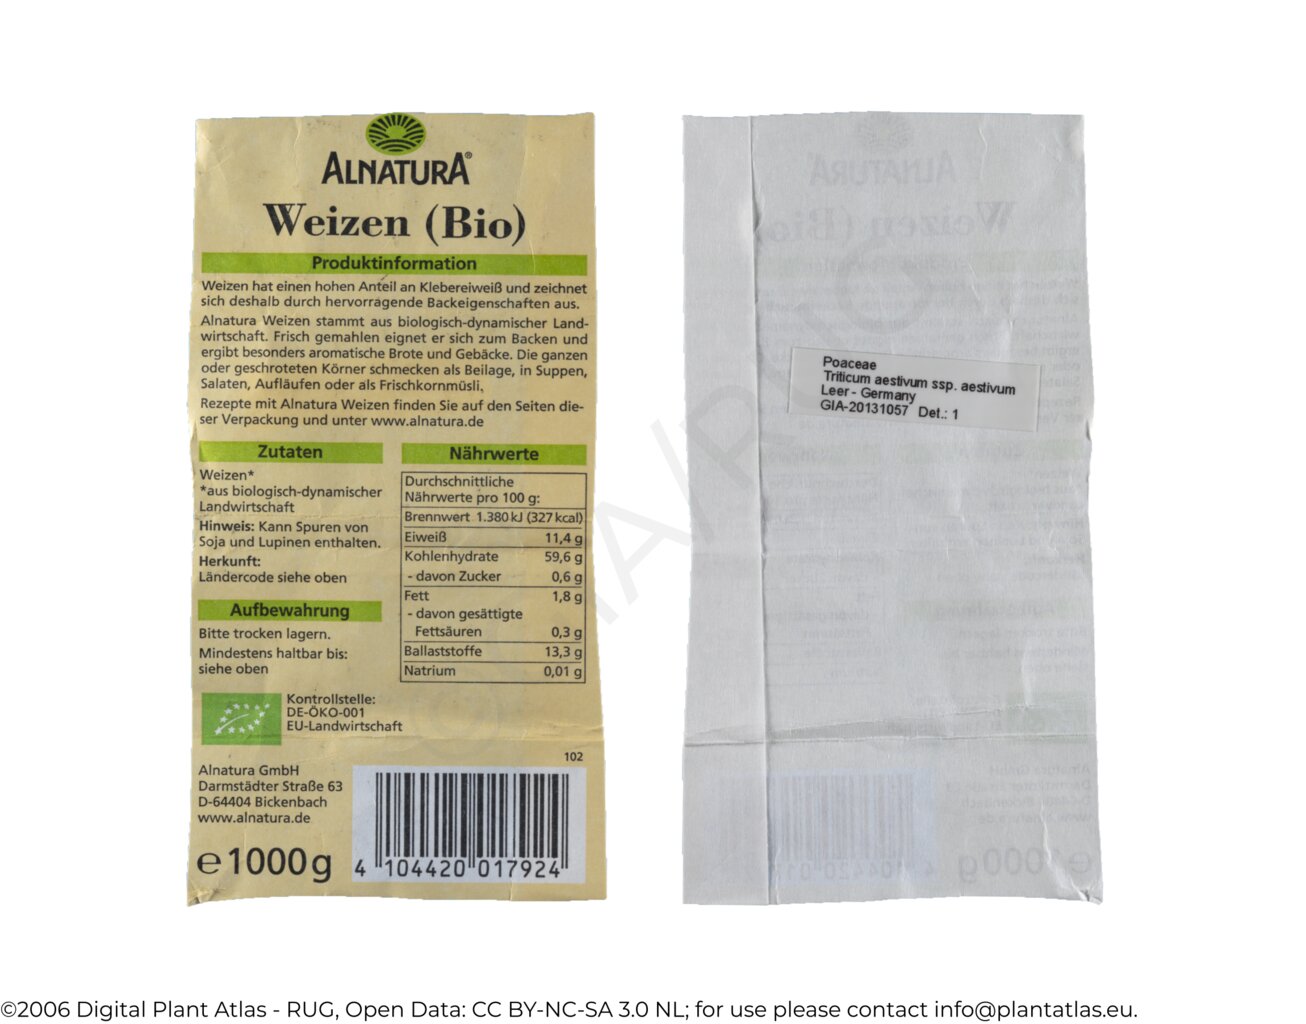 ALNATURA®
Weizen (Bio)
Produktinformation
Weizen hat einen hohen Anteil an Klebereiweiß und zeichnet
sich deshalb durch hervorragende Backeigenschaften aus.
Alnatura Weizen stammt aus biologisch-dynamischer Land-
wirtschaft. Frisch gemahlen eignet er sich zum Backen und
ergibt besonders aromatische Brote und Gebäcke. Die ganzen
oder geschroteten Körner schmecken als Beilage, in Suppen,
Salaten, Aufläufen oder als Frischkornmüsli.
Rezepte mit Alnatura Weizen finden Sie auf den Seiten die-
ser Verpackung und unter www.alnatura.de
Zutaten
Weizen*
*aus biologisch-dynamischer
Landwirtschaft
Hinweis: Kann Spuren von
Soja und Lupinen enthalten.
Herkunft:
Ländercode siehe oben
Aufbewahrung
Bitte trocken lagern.
Mindestens haltbar bis:
siehe oben
Nährwerte
Durchschnittliche
Nährwerte pro 100 g:
Brennwert 1.380 kJ (327 kcal)
Eiweiß 11,4 g
Kohlenhydrate 59,6 g
- davon Zucker 0,6 g
Fett 1,8 g
- davon gesättigte
Fettsäuren 0,3 g
Ballaststoffe 13,3 g
Natrium 0,01 g
Kontrollstelle:
DE-ÖKO-001
EU-Landwirtschaft
102
Alnatura GmbH
Darmstädter Straße 63
D-64404 Bickenbach
www.alnatura.de
e 1000 g
4 104420 017924
Poaceae
Triticum aestivum ssp. aestivum
Leer - Germany
GIA-20131057 Det.: 1
©2006 Digital Plant Atlas - RUG, Open Data: CC BY-NC-SA 3.0 NL; for use please contact info@plantatlas.eu.